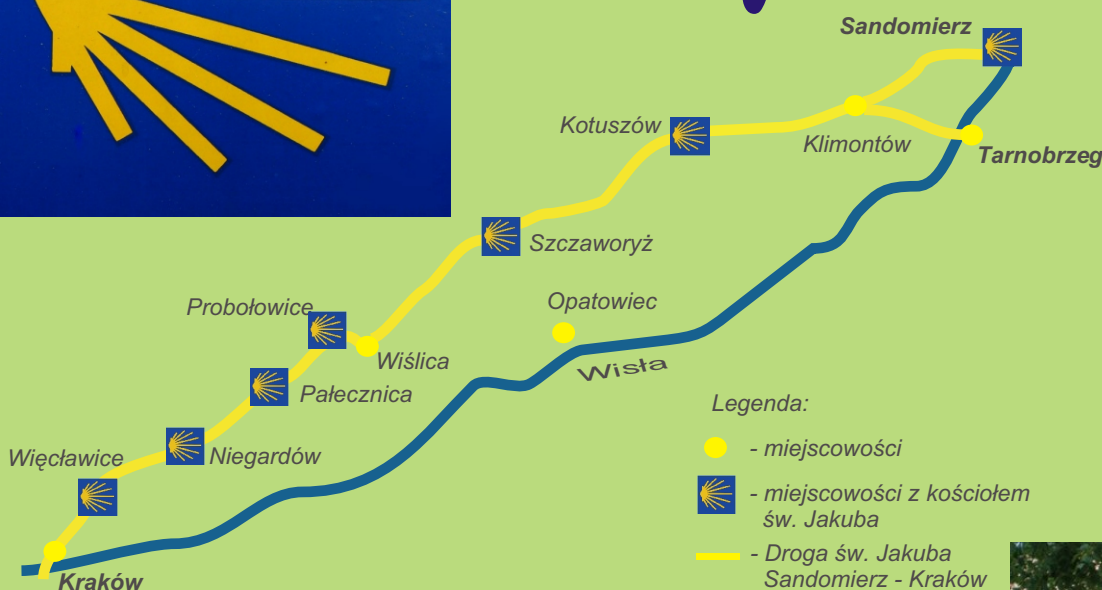 Sandomierz
Kotuszów
Klimontów
Tarnobrzeg
Szczaworyż
Probołowice
Opatowiec
Wiślica
Wisła
Pałecznica
Więcławice
Niegardów
Kraków
Legenda:
- miejscowości
- miejscowości z kościołem
św. Jakuba
- Droga św. Jakuba
Sandomierz - Kraków